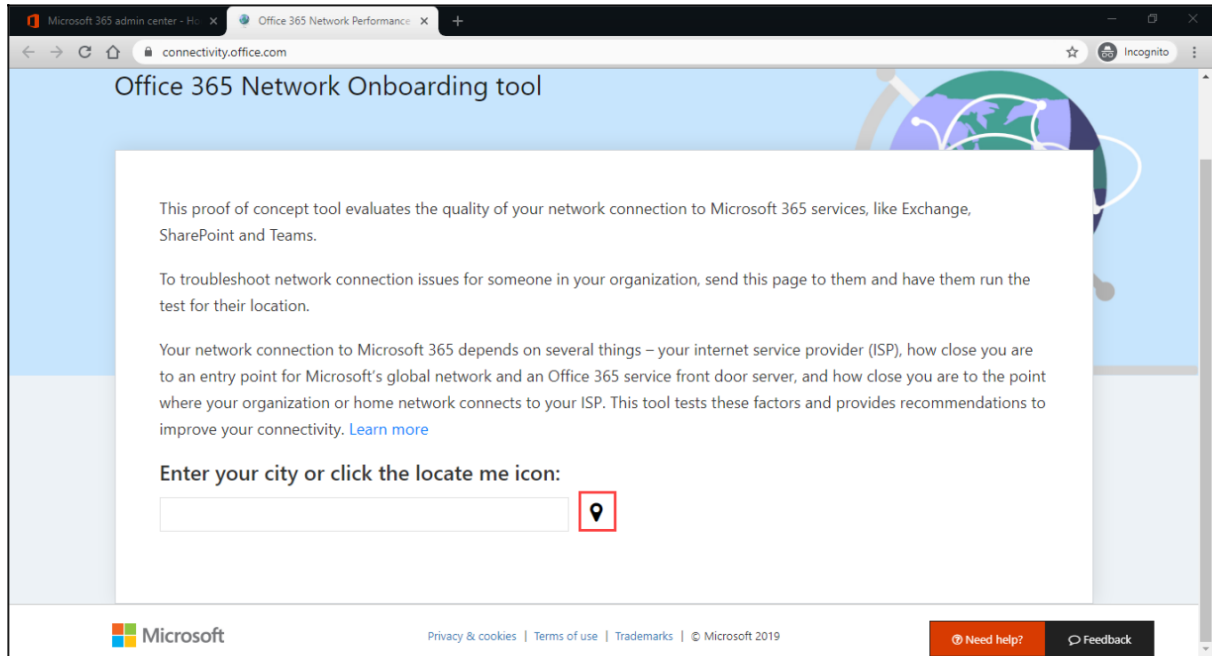 Microsoft 365 admin center - Ho
Office 365 Network Performance
connectivity.office.com
Incognito
Office 365 Network Onboarding tool
This proof of concept tool evaluates the quality of your network connection to Microsoft 365 services, like Exchange,
SharePoint and Teams.
To troubleshoot network connection issues for someone in your organization, send this page to them and have them run the
test for their location.
Your network connection to Microsoft 365 depends on several things – your internet service provider (ISP), how close you are
to an entry point for Microsoft's global network and an Office 365 service front door server, and how close you are to the point
where your organization or home network connects to your ISP. This tool tests these factors and provides recommendations to
improve your connectivity. Learn more
Enter your city or click the locate me icon:
Microsoft
Privacy & cookies | Terms of use | Trademarks | © Microsoft 2019
Need help?
Feedback